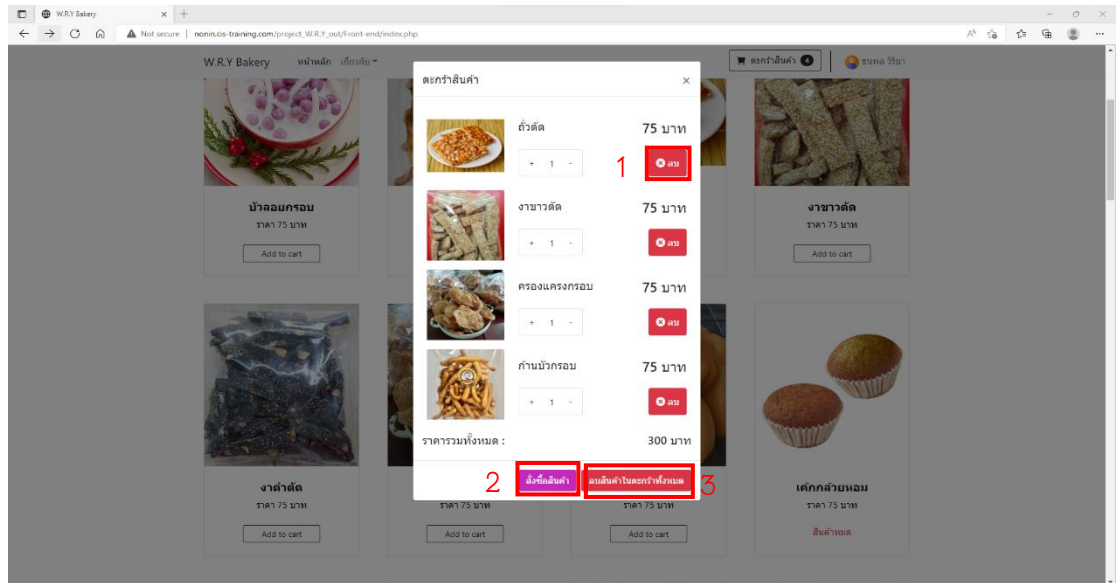 W.R.Y Bakery
Not secure | nonin.cis-training.com/project_W.R.Y_out/Front-end/index.php
W.R.Y Bakery หน้าหลัก เกี่ยวกับ
ตะกร้าสินค้า 4
ธนพล วิริยา
ตะกร้าสินค้า ×
ถั่วตัด 75 บาท
+ 1 -
1
ลบ
งาขาวตัด 75 บาท
+ 1 - ลบ
ครองแครงกรอบ 75 บาท
+ 1 - ลบ
ก้านบัวกรอบ 75 บาท
+ 1 - ลบ
ราคารวมทั้งหมด : 300 บาท
2 สั่งซื้อสินค้า ลบสินค้าในตะกร้าทั้งหมด 3
บัวลอยกรอบ
ราคา 75 บาท
Add to cart
งาขาวตัด
ราคา 75 บาท
Add to cart
งาดำตัด
ราคา 75 บาท
Add to cart
ราคา 75 บาท
Add to cart
ราคา 75 บาท
Add to cart
เค้กกล้วยหอม
ราคา 75 บาท
สินค้าหมด